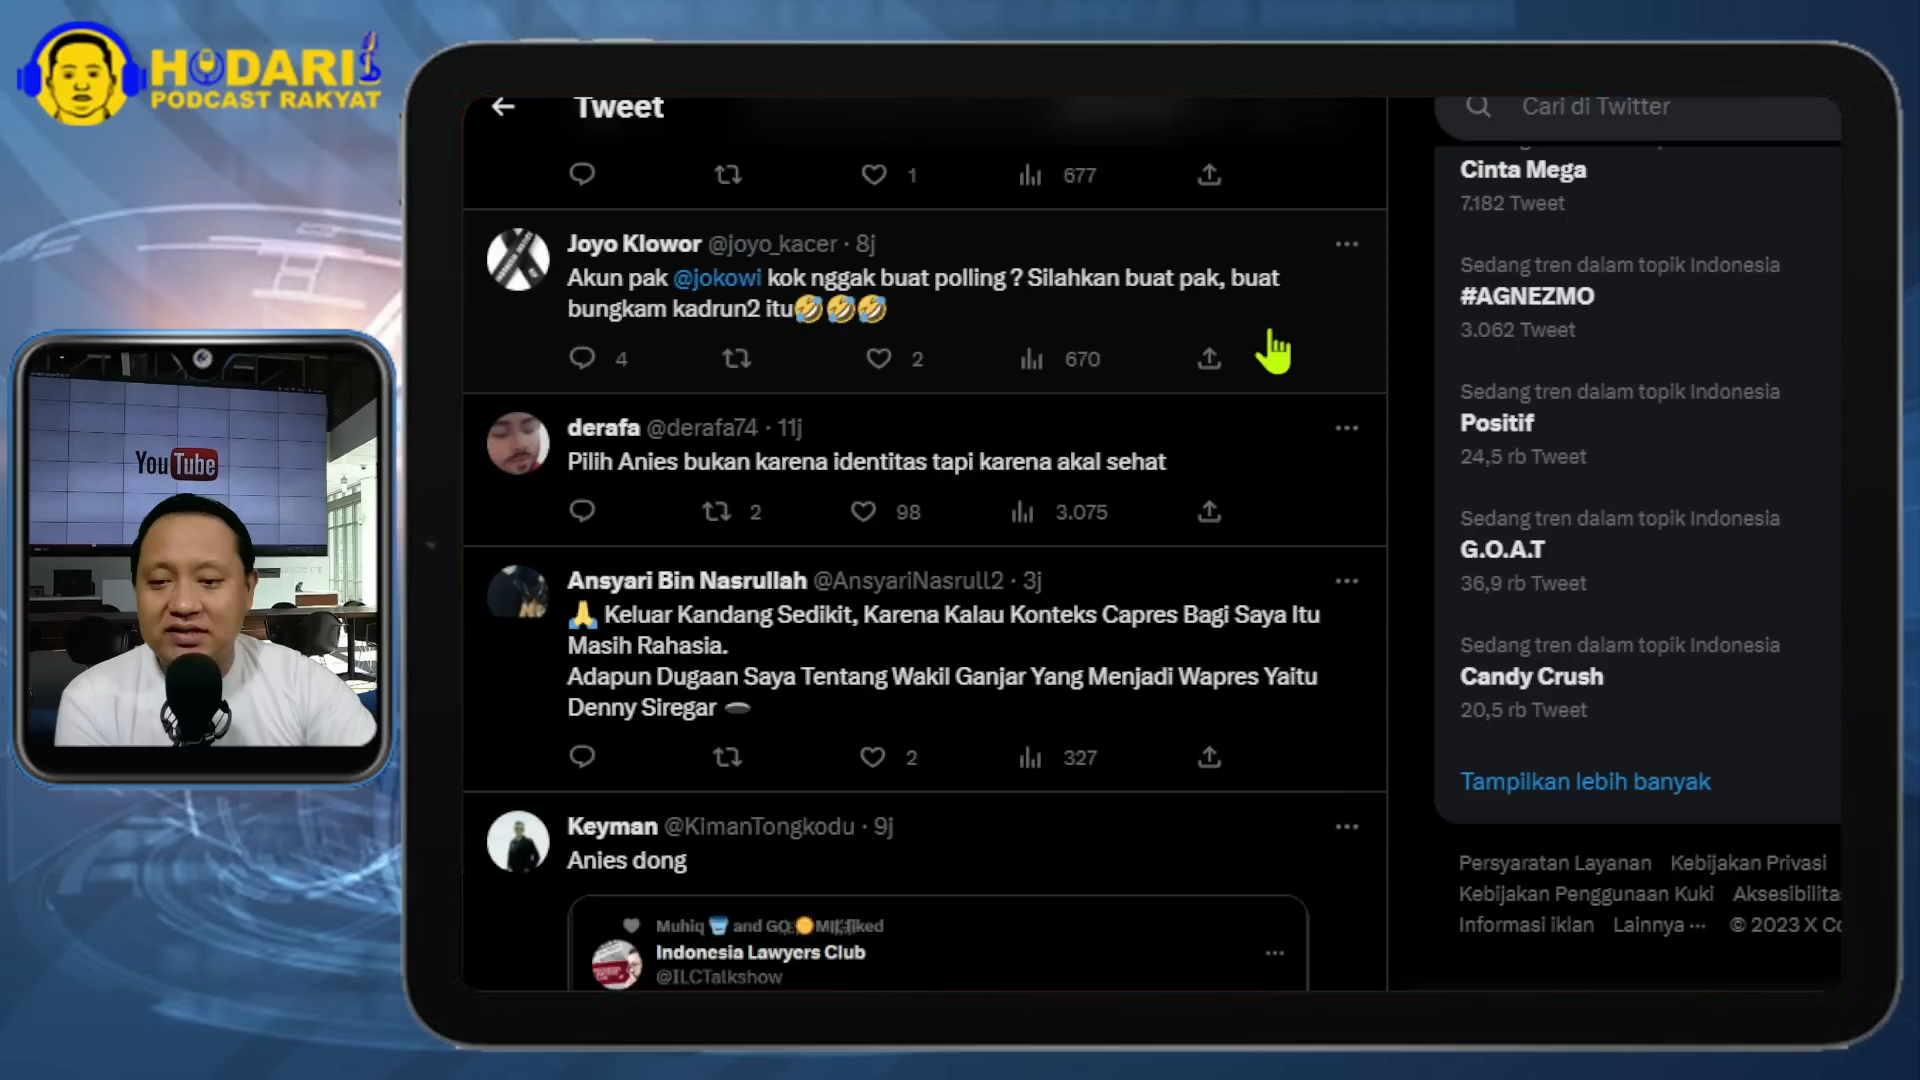 HODARI
PODCAST RAKYAT
YouTube
Tweet
1
677
Joyo Klowor @joyo_kacer · 8j
Akun pak @jokowi kok nggak buat polling ? Silahkan buat pak, buat
bungkam kadrun2 itu🤣🤣🤣
4
2
670
derafa @derafa74 · 11j
Pilih Anies bukan karena identitas tapi karena akal sehat
2
98
3.075
Ansyari Bin Nasrullah @AnsyariNasrull2 · 3j
🙏 Keluar Kandang Sedikit, Karena Kalau Konteks Capres Bagi Saya Itu
Masih Rahasia.
Adapun Dugaan Saya Tentang Wakil Ganjar Yang Menjadi Wapres Yaitu
Denny Siregar 🕳️
2
327
Keyman @KimanTongkodu · 9j
Anies dong
Muhiq and
liked
Indonesia Lawyers Club
@ILCTalkshow
Cari di Twitter
Cinta Mega
7.182 Tweet
Sedang tren dalam topik Indonesia
#AGNEZMO
3.062 Tweet
Sedang tren dalam topik Indonesia
Positif
24,5 rb Tweet
Sedang tren dalam topik Indonesia
G.O.A.T
36,9 rb Tweet
Sedang tren dalam topik Indonesia
Candy Crush
20,5 rb Tweet
Tampilkan lebih banyak
Persyaratan Layanan Kebijakan Privasi
Kebijakan Penggunaan Kuki Aksesibilita
Informasi iklan Lainnya ··· © 2023 X Co